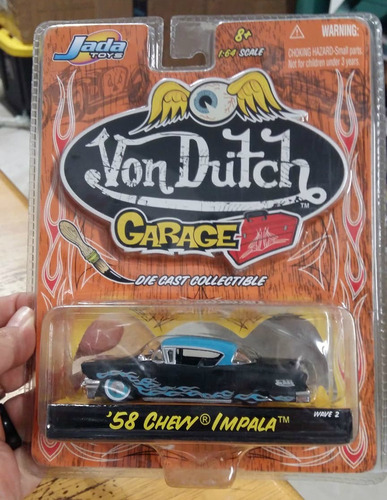 Jada
TOYS
8+
1:64 SCALE
WARNING:
CHOKING HAZARD-Small parts.
Not for children under 3 years.
Von Dutch
TM
GARAGE
DIE CAST COLLECTIBLE
'58 CHEVY® IMPALA™
WAVE 2